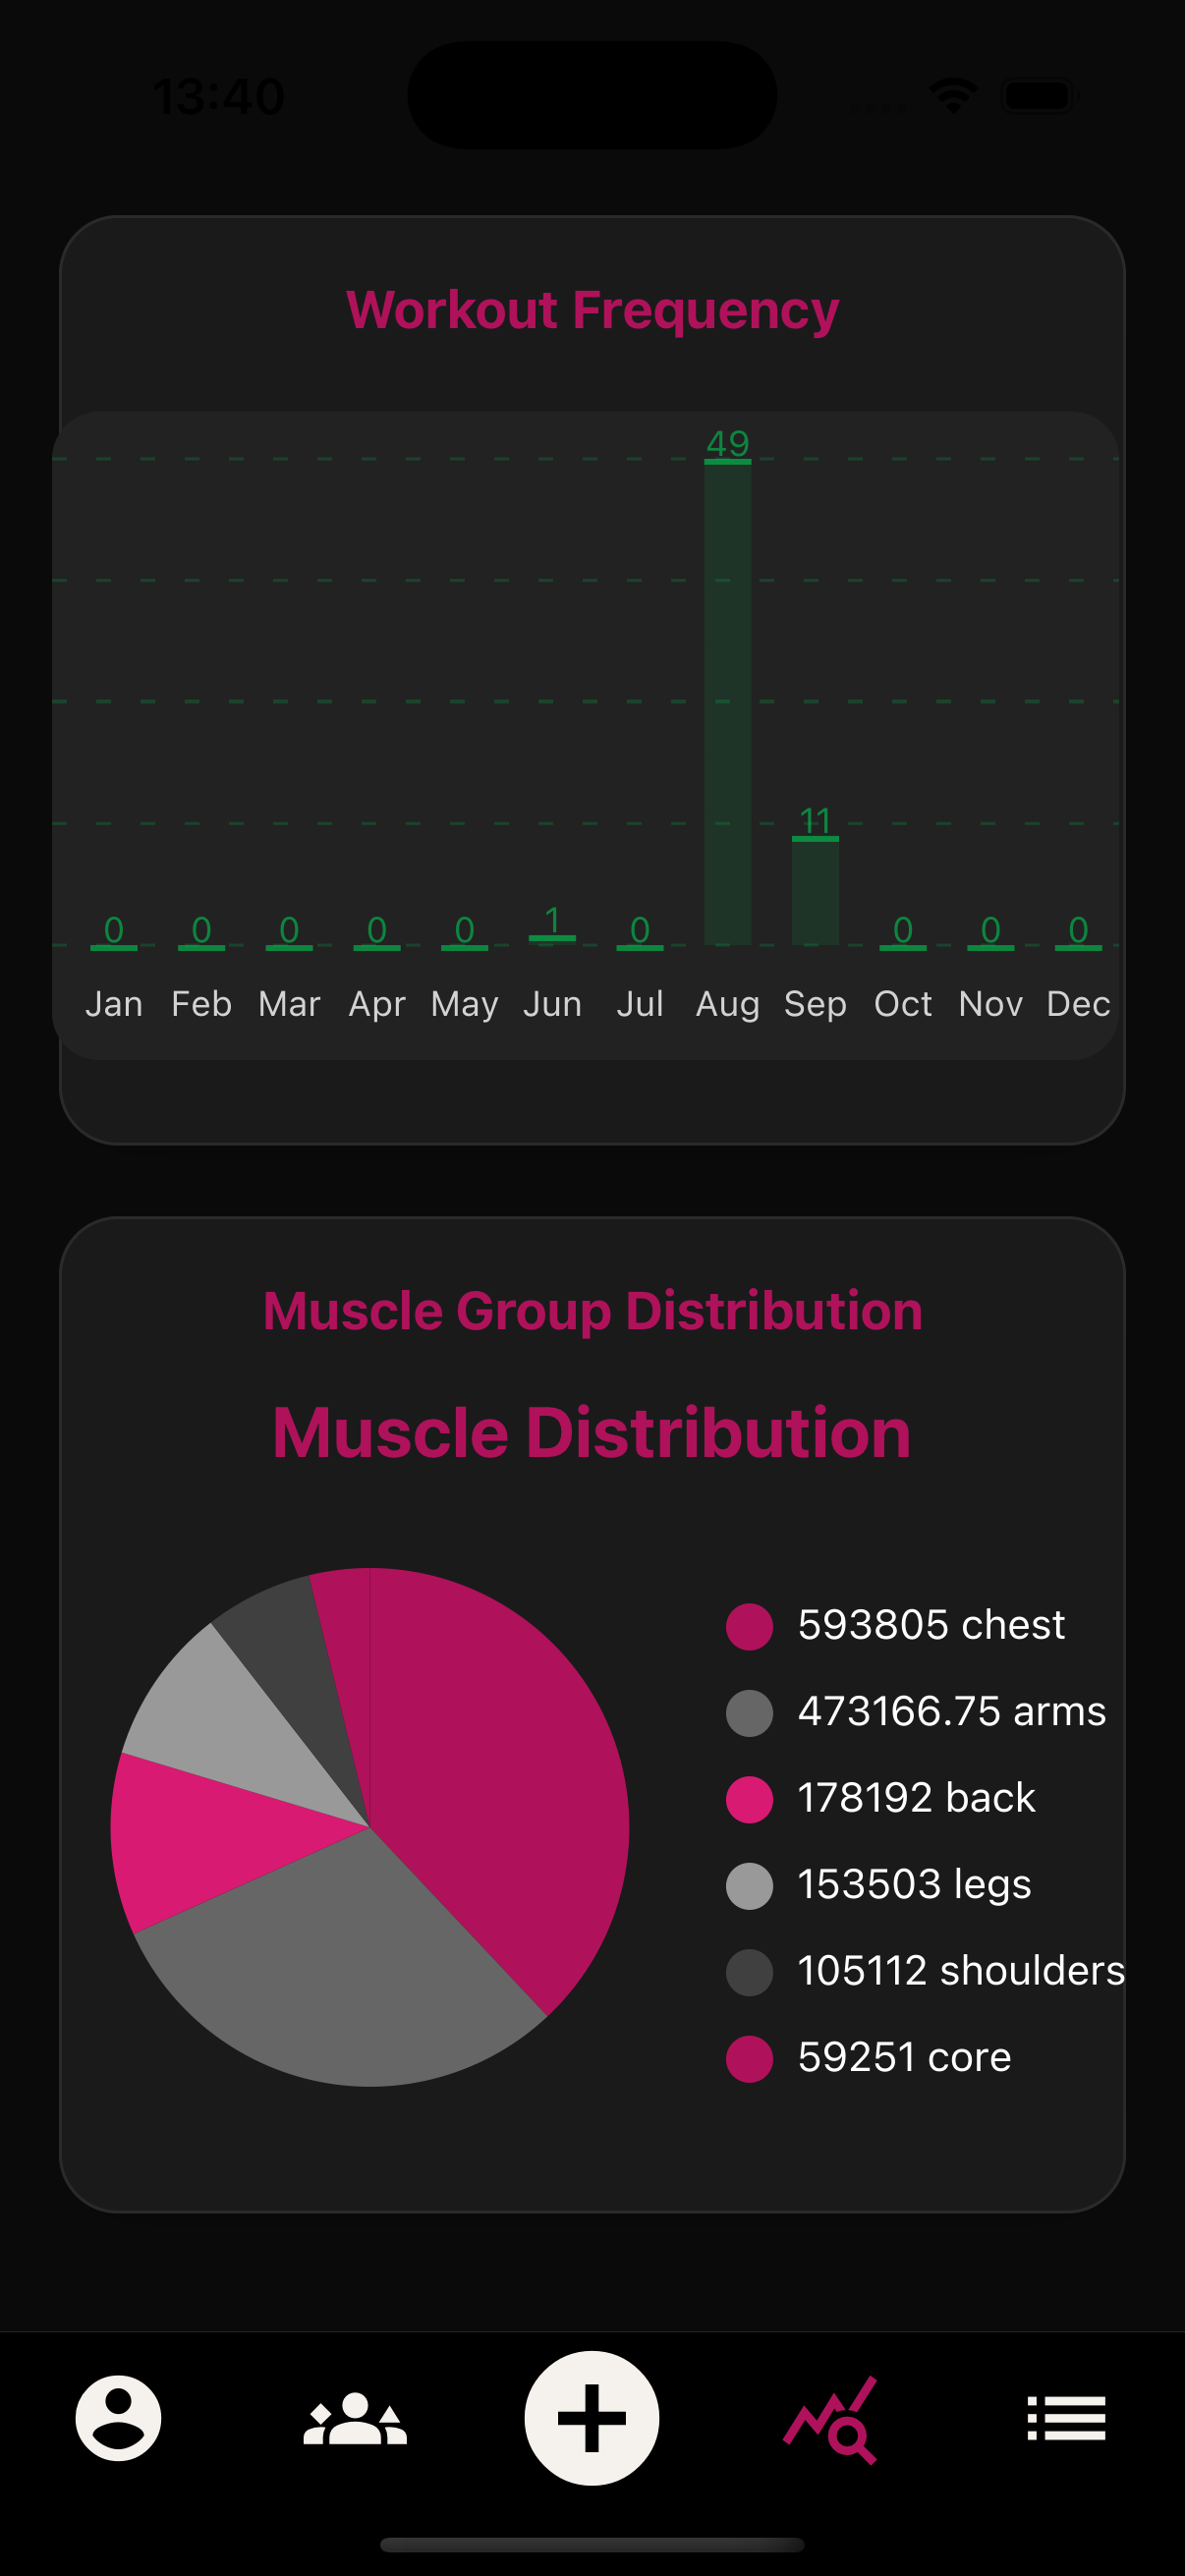 13:40
Workout Frequency
49
11
0 0 0 0 0 1 0 0 0 0
Jan Feb Mar Apr May Jun Jul Aug Sep Oct Nov Dec
Muscle Group Distribution
Muscle Distribution
593805 chest
473166.75 arms
178192 back
153503 legs
105112 shoulders
59251 core